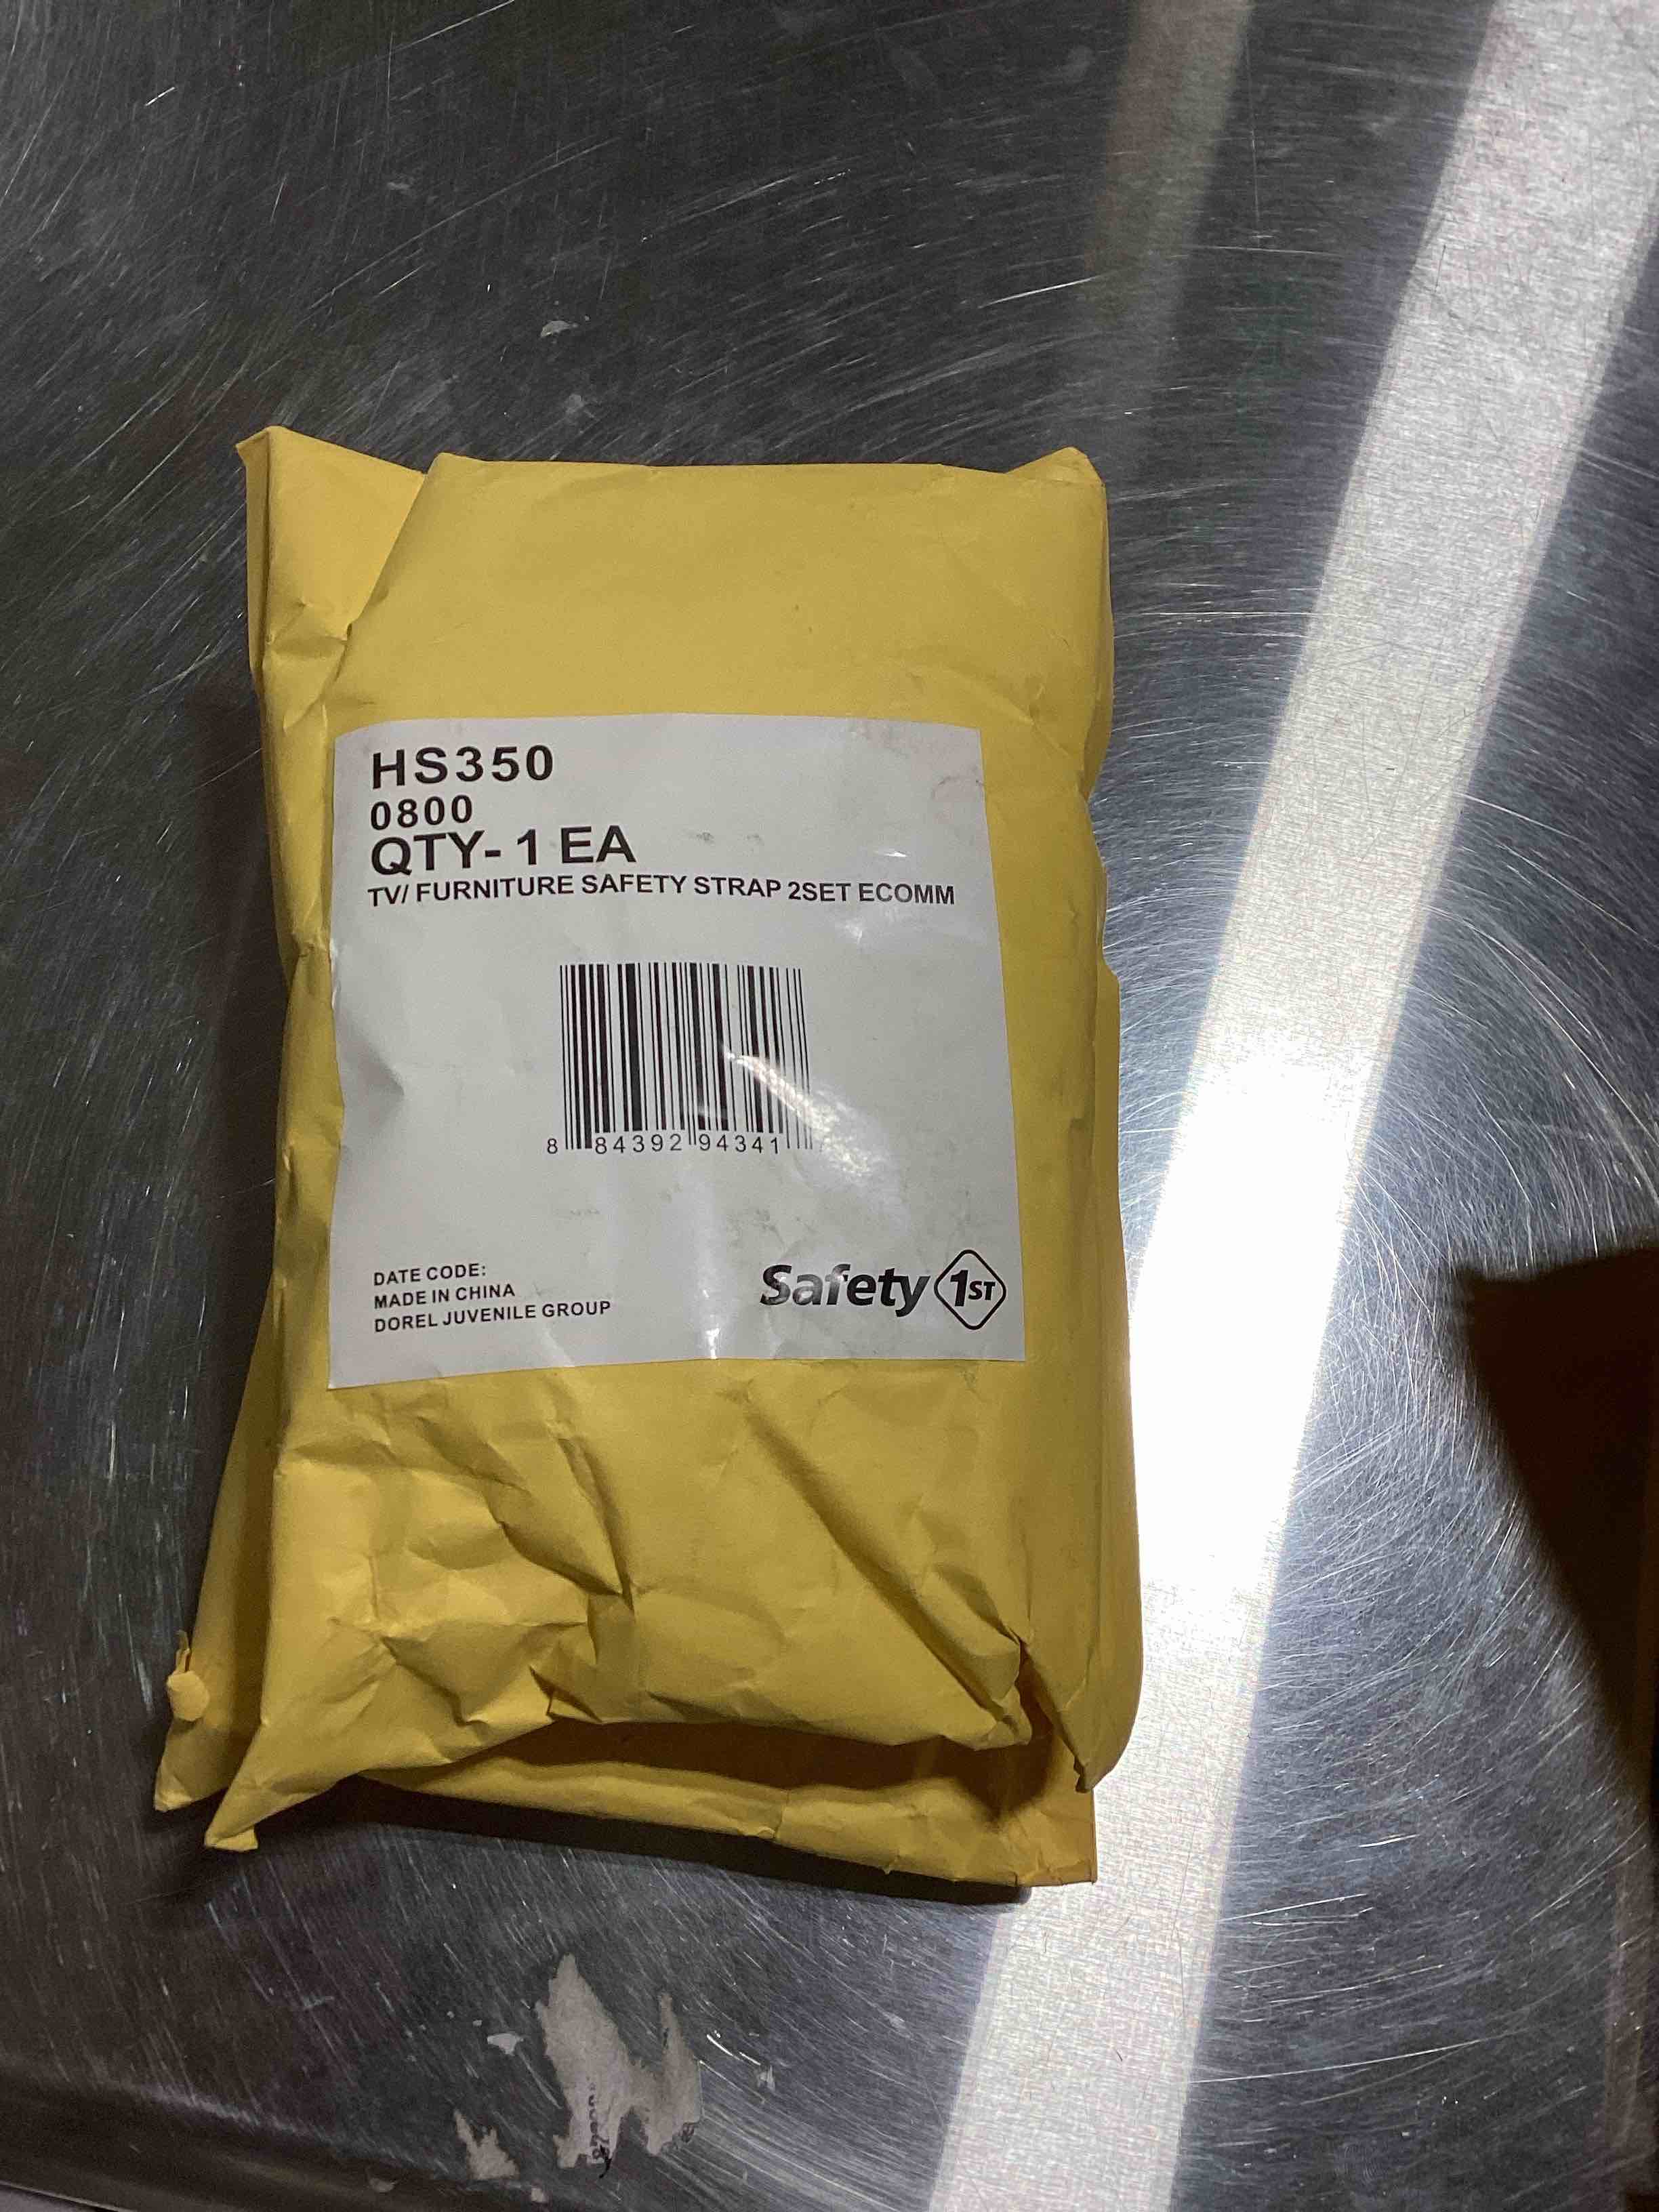 HS350
0800
QTY- 1 EA
TV/ FURNITURE SAFETY STRAP 2SET ECOMM
8 84392 94341
DATE CODE:
MADE IN CHINA
DOREL JUVENILE GROUP
Safety 1ST